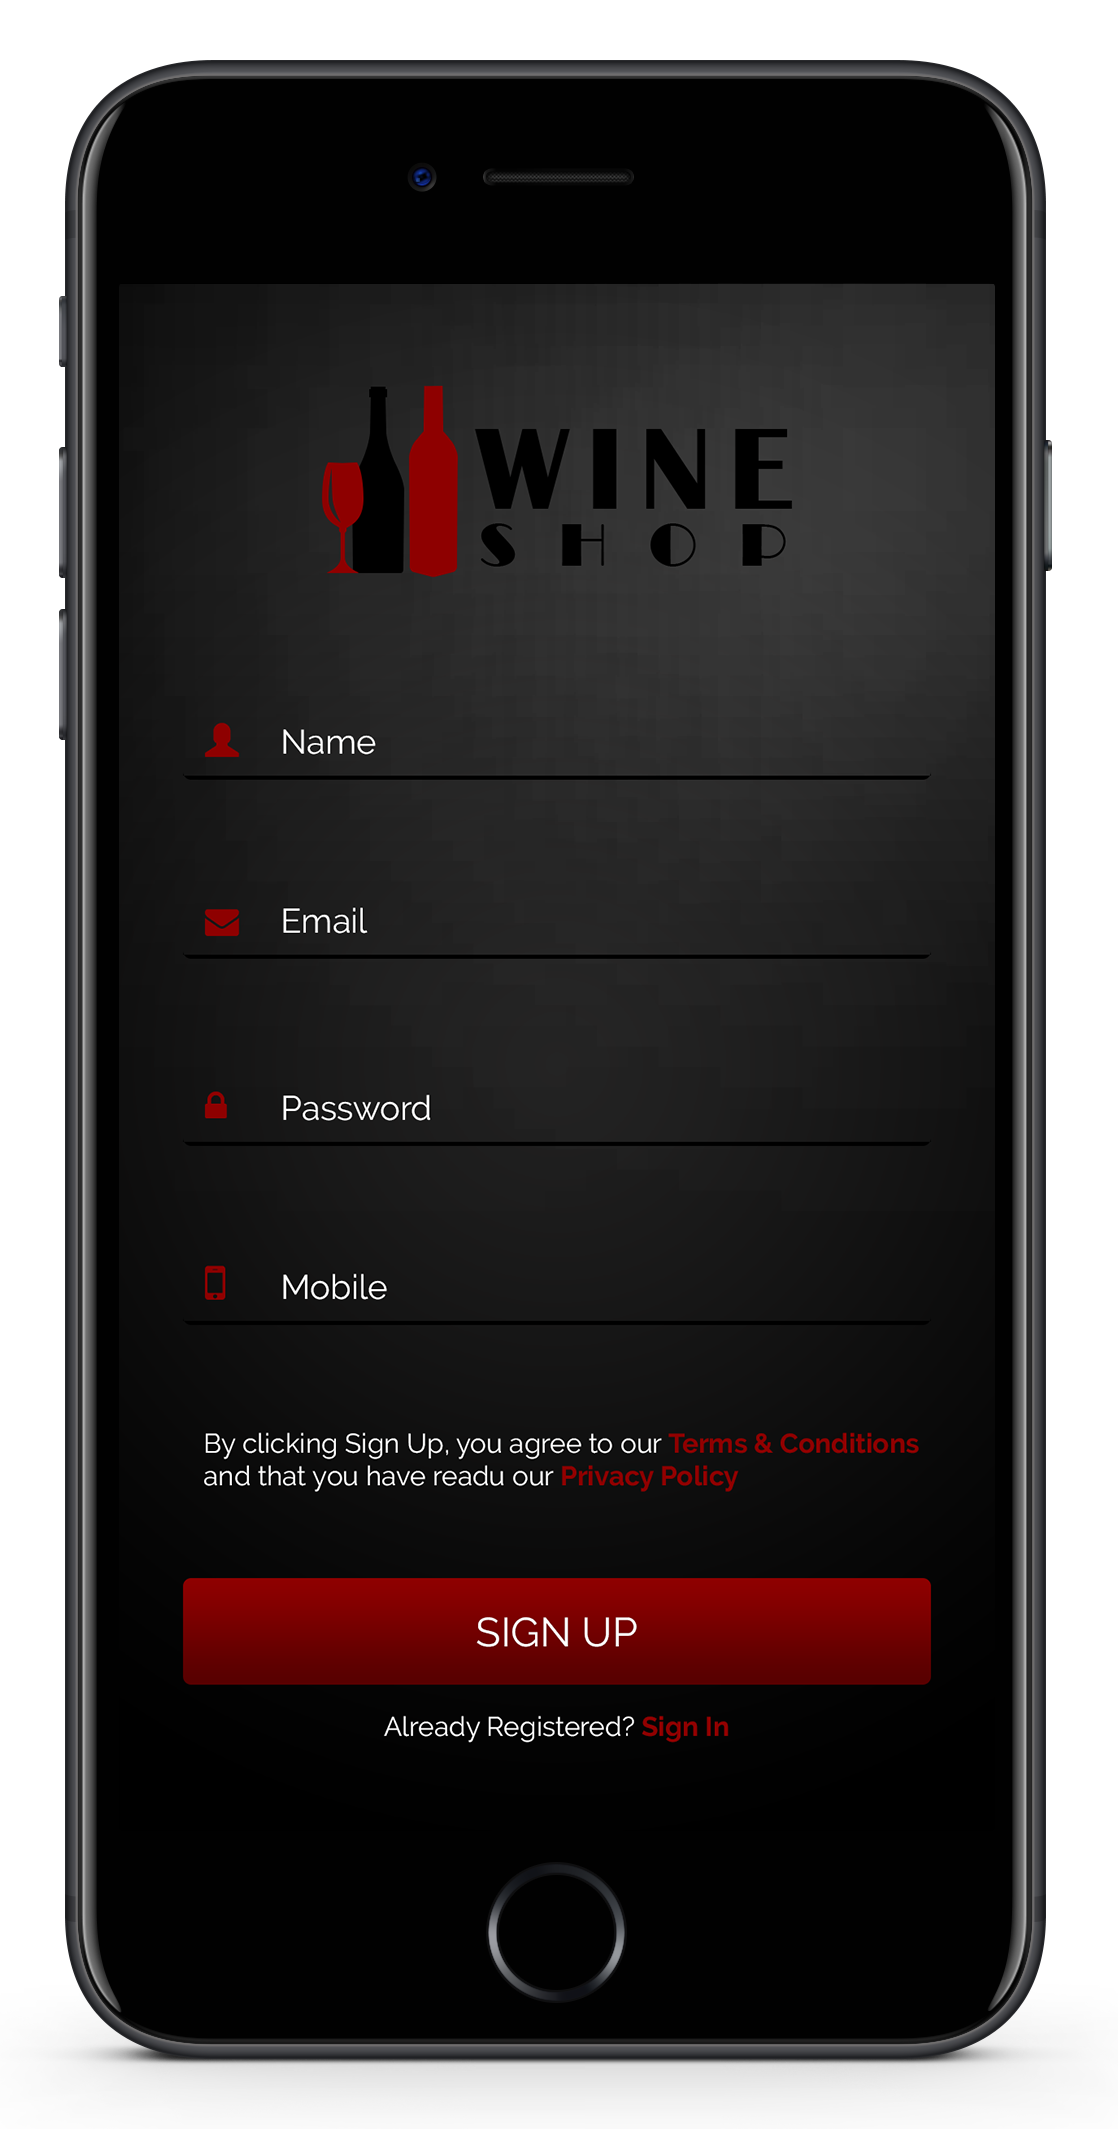 WINE
SHOP
Name
Email
Password
Mobile
By clicking Sign Up, you agree to our Terms & Conditions
and that you have readu our Privacy Policy
SIGN UP
Already Registered? Sign In